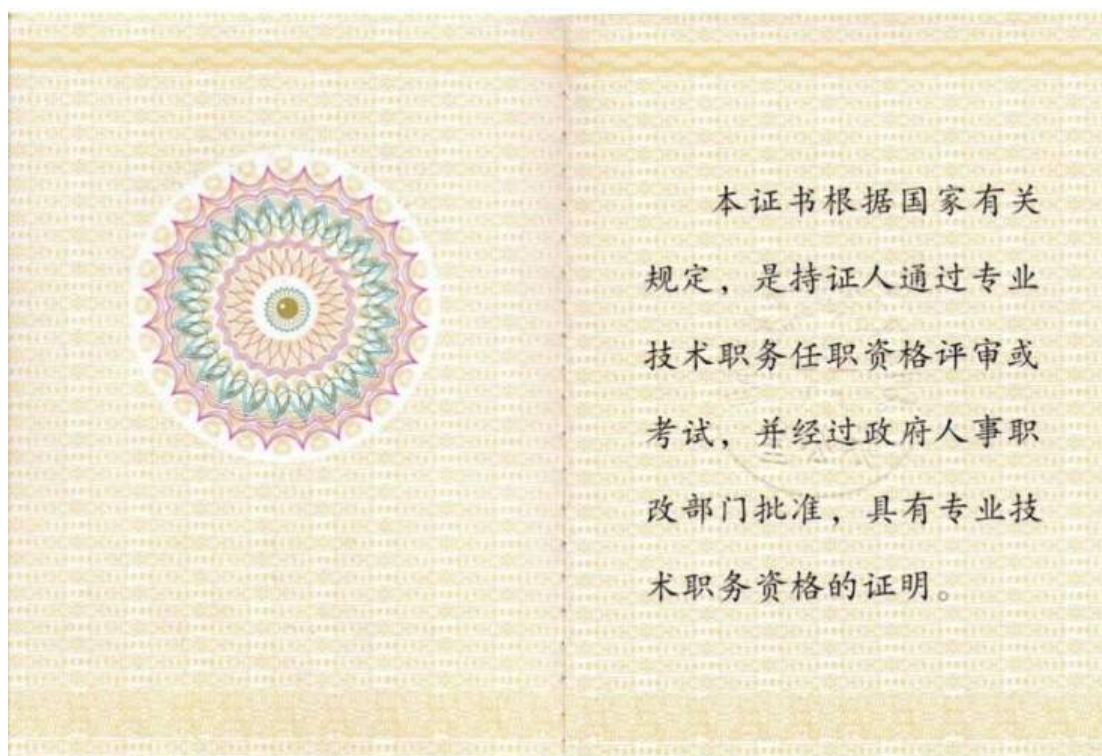 本证书根据国家有关
规定，是持证人通过专业
技术职务任职资格评审或
考试，并经过政府人事职
改部门批准，具有专业技
术职务资格的证明。